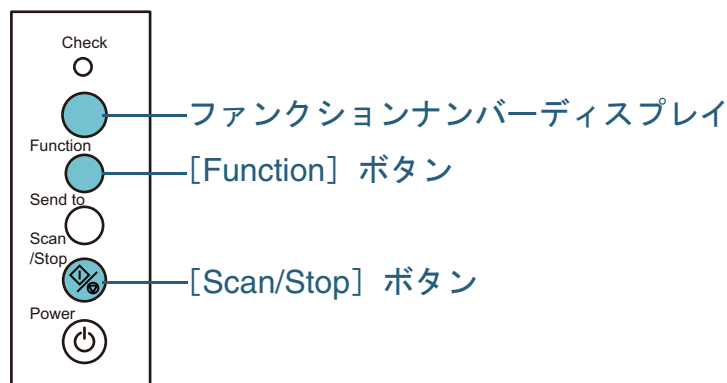 Check
ファンクションナンバーディスプレイ
Function
[Function] ボタン
Send to
Scan
/Stop
[Scan/Stop] ボタン
Power